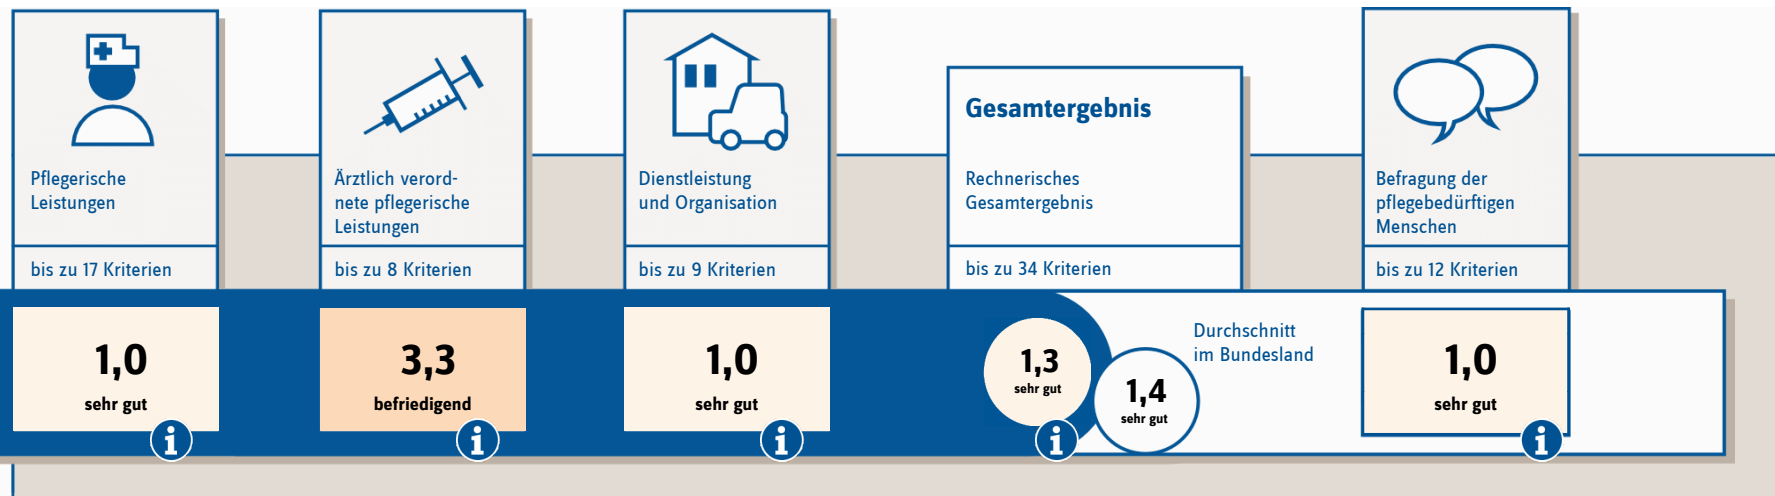 Pflegerische
Leistungen
bis zu 17 Kriterien
1,0
sehr gut
i
Ärztlich verord-
nete pflegerische
Leistungen
bis zu 8 Kriterien
3,3
befriedigend
i
Dienstleistung
und Organisation
bis zu 9 Kriterien
1,0
sehr gut
i
Gesamtergebnis
Rechnerisches
Gesamtergebnis
bis zu 34 Kriterien
1,3
sehr gut
i
1,4
sehr gut
Durchschnitt
im Bundesland
Befragung der
pflegebedürftigen
Menschen
bis zu 12 Kriterien
1,0
sehr gut
i